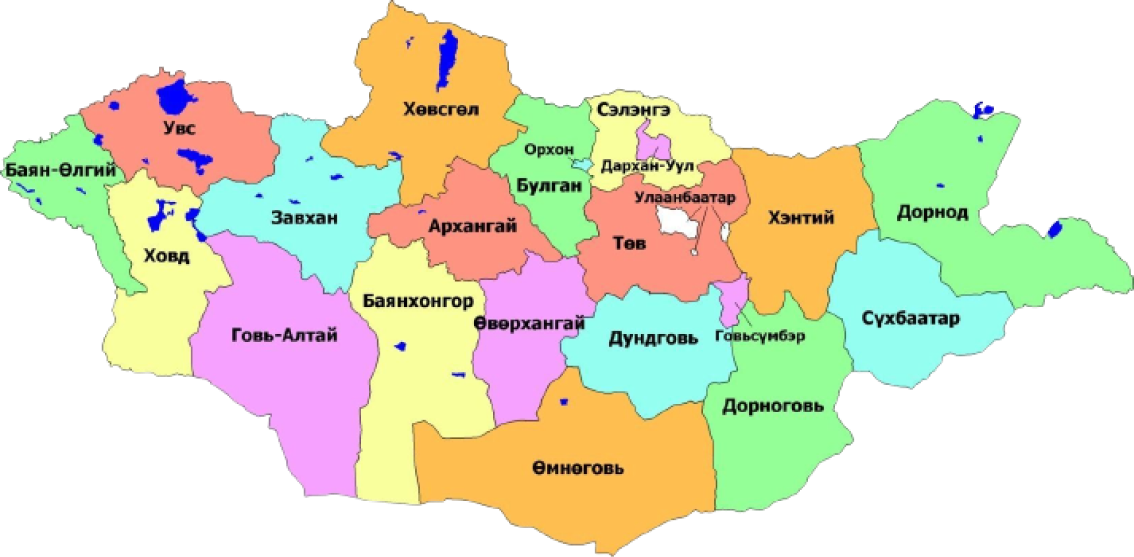 Хөвсгөл
Сэлэнгэ
Увс
Орхон
Дархан-Уул
Баян-Өлгий
Булган
Улаанбаатар
Завхан
Архангай
Хэнтий
Дорнод
Төв
Ховд
Баянхонгор
Өвөрхангай
Говь-Алтай
Дундговь
Говьсүмбэр
Сүхбаатар
Дорноговь
Өмнөговь